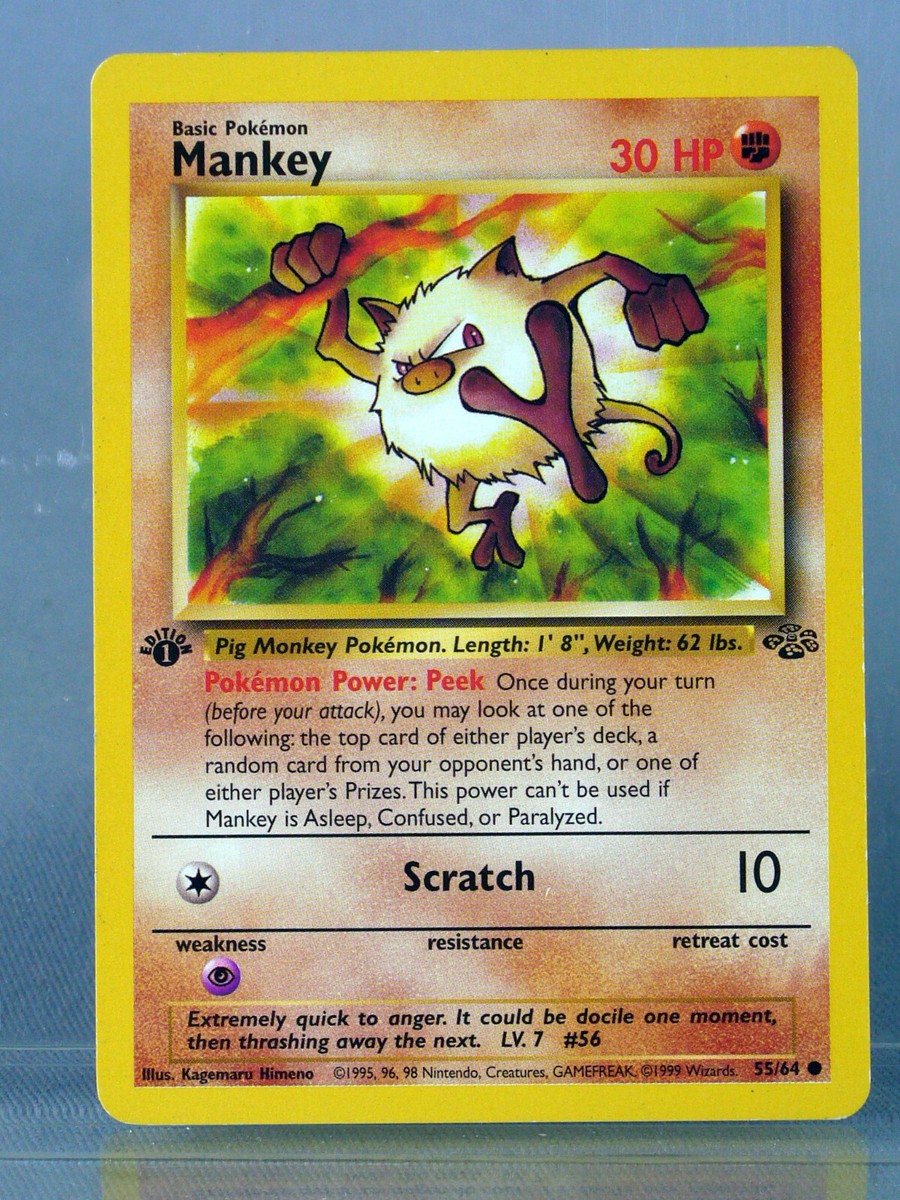 Basic Pokémon
Mankey
30 HP
EDITION
1
Pig Monkey Pokémon. Length: 1' 8", Weight: 62 lbs.
Pokémon Power: Peek Once during your turn
(before your attack), you may look at one of the
following: the top card of either player's deck, a
random card from your opponent's hand, or one of
either player's Prizes. This power can't be used if
Mankey is Asleep, Confused, or Paralyzed.
Scratch 10
weakness resistance retreat cost
Extremely quick to anger. It could be docile one moment,
then thrashing away the next. LV. 7 #56
Illus. Kagemaru Himeno ©1995, 96, 98 Nintendo, Creatures, GAMEFREAK. ©1999 Wizards. 55/64